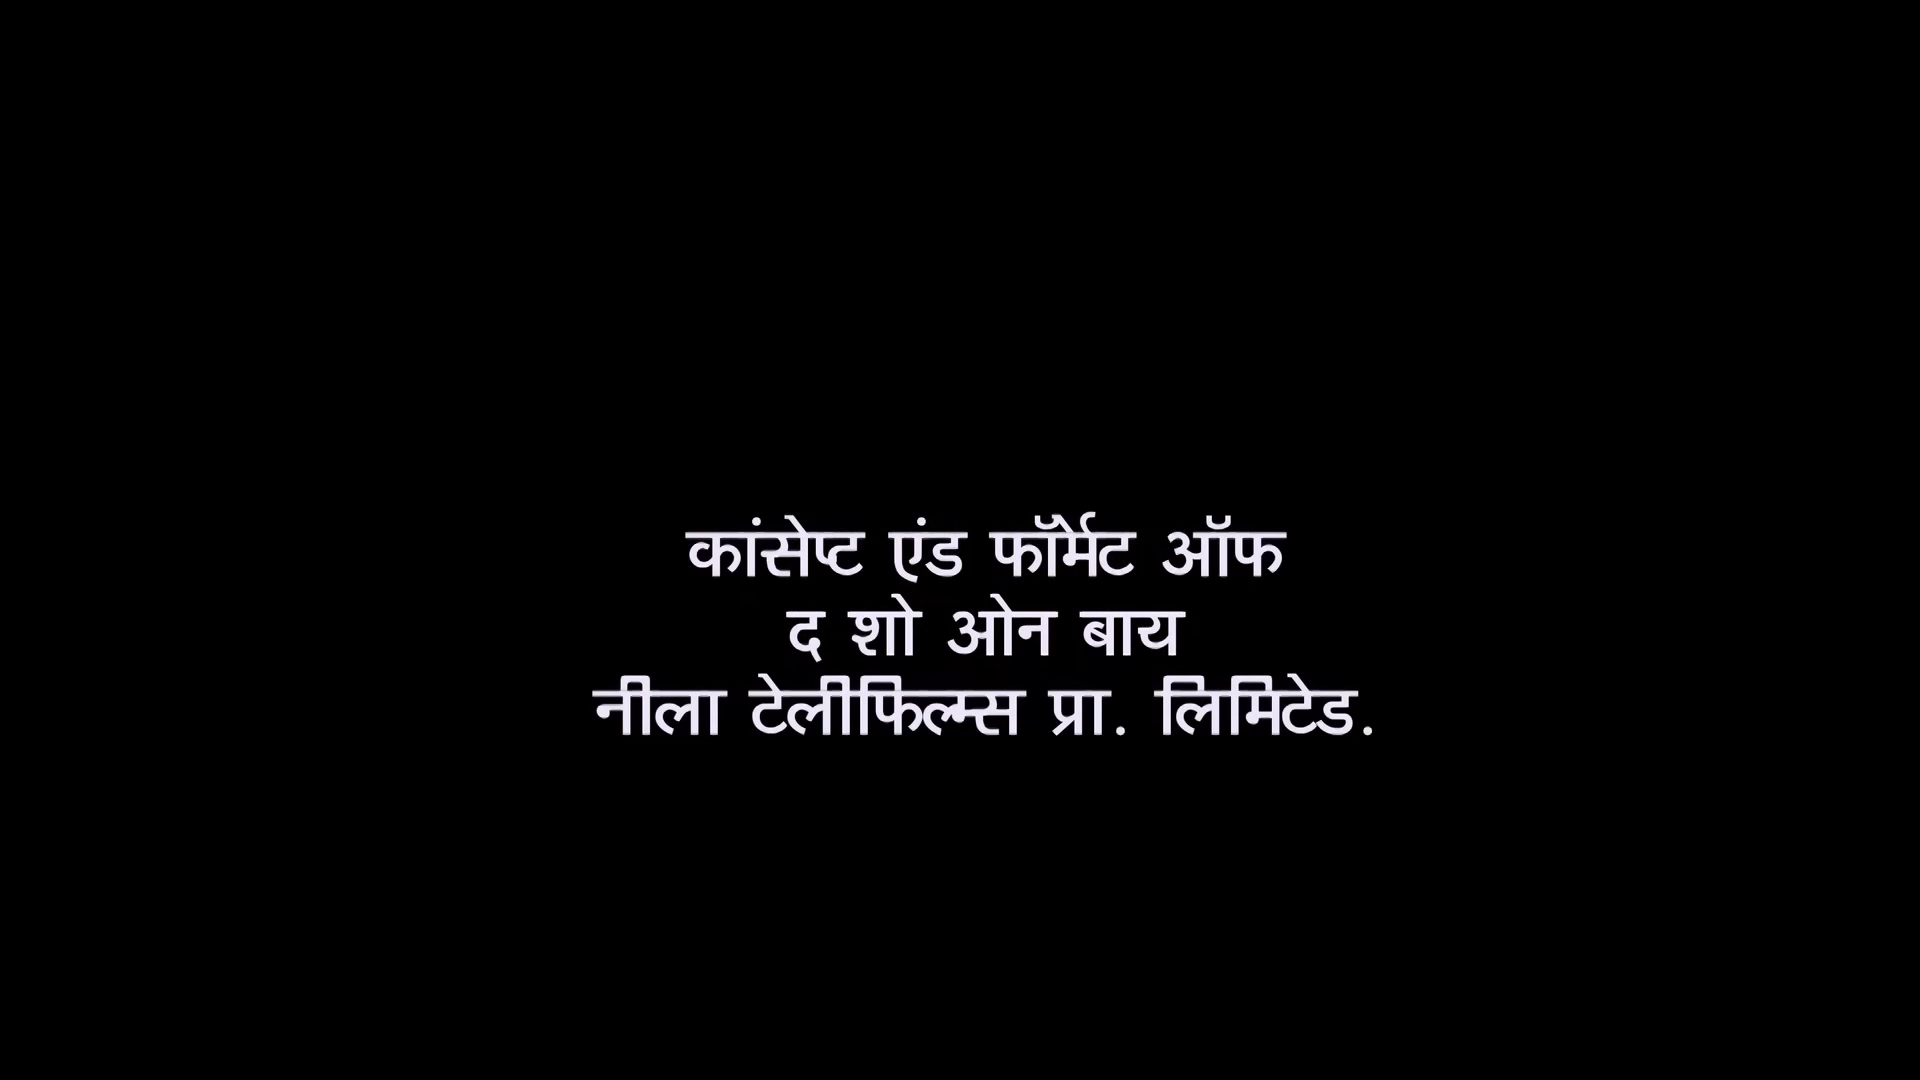 कांसेप्ट एंड फॉर्मेट ऑफ
द शो ओन बाय
नीला टेलीफिल्म्स प्रा. लिमिटेड.